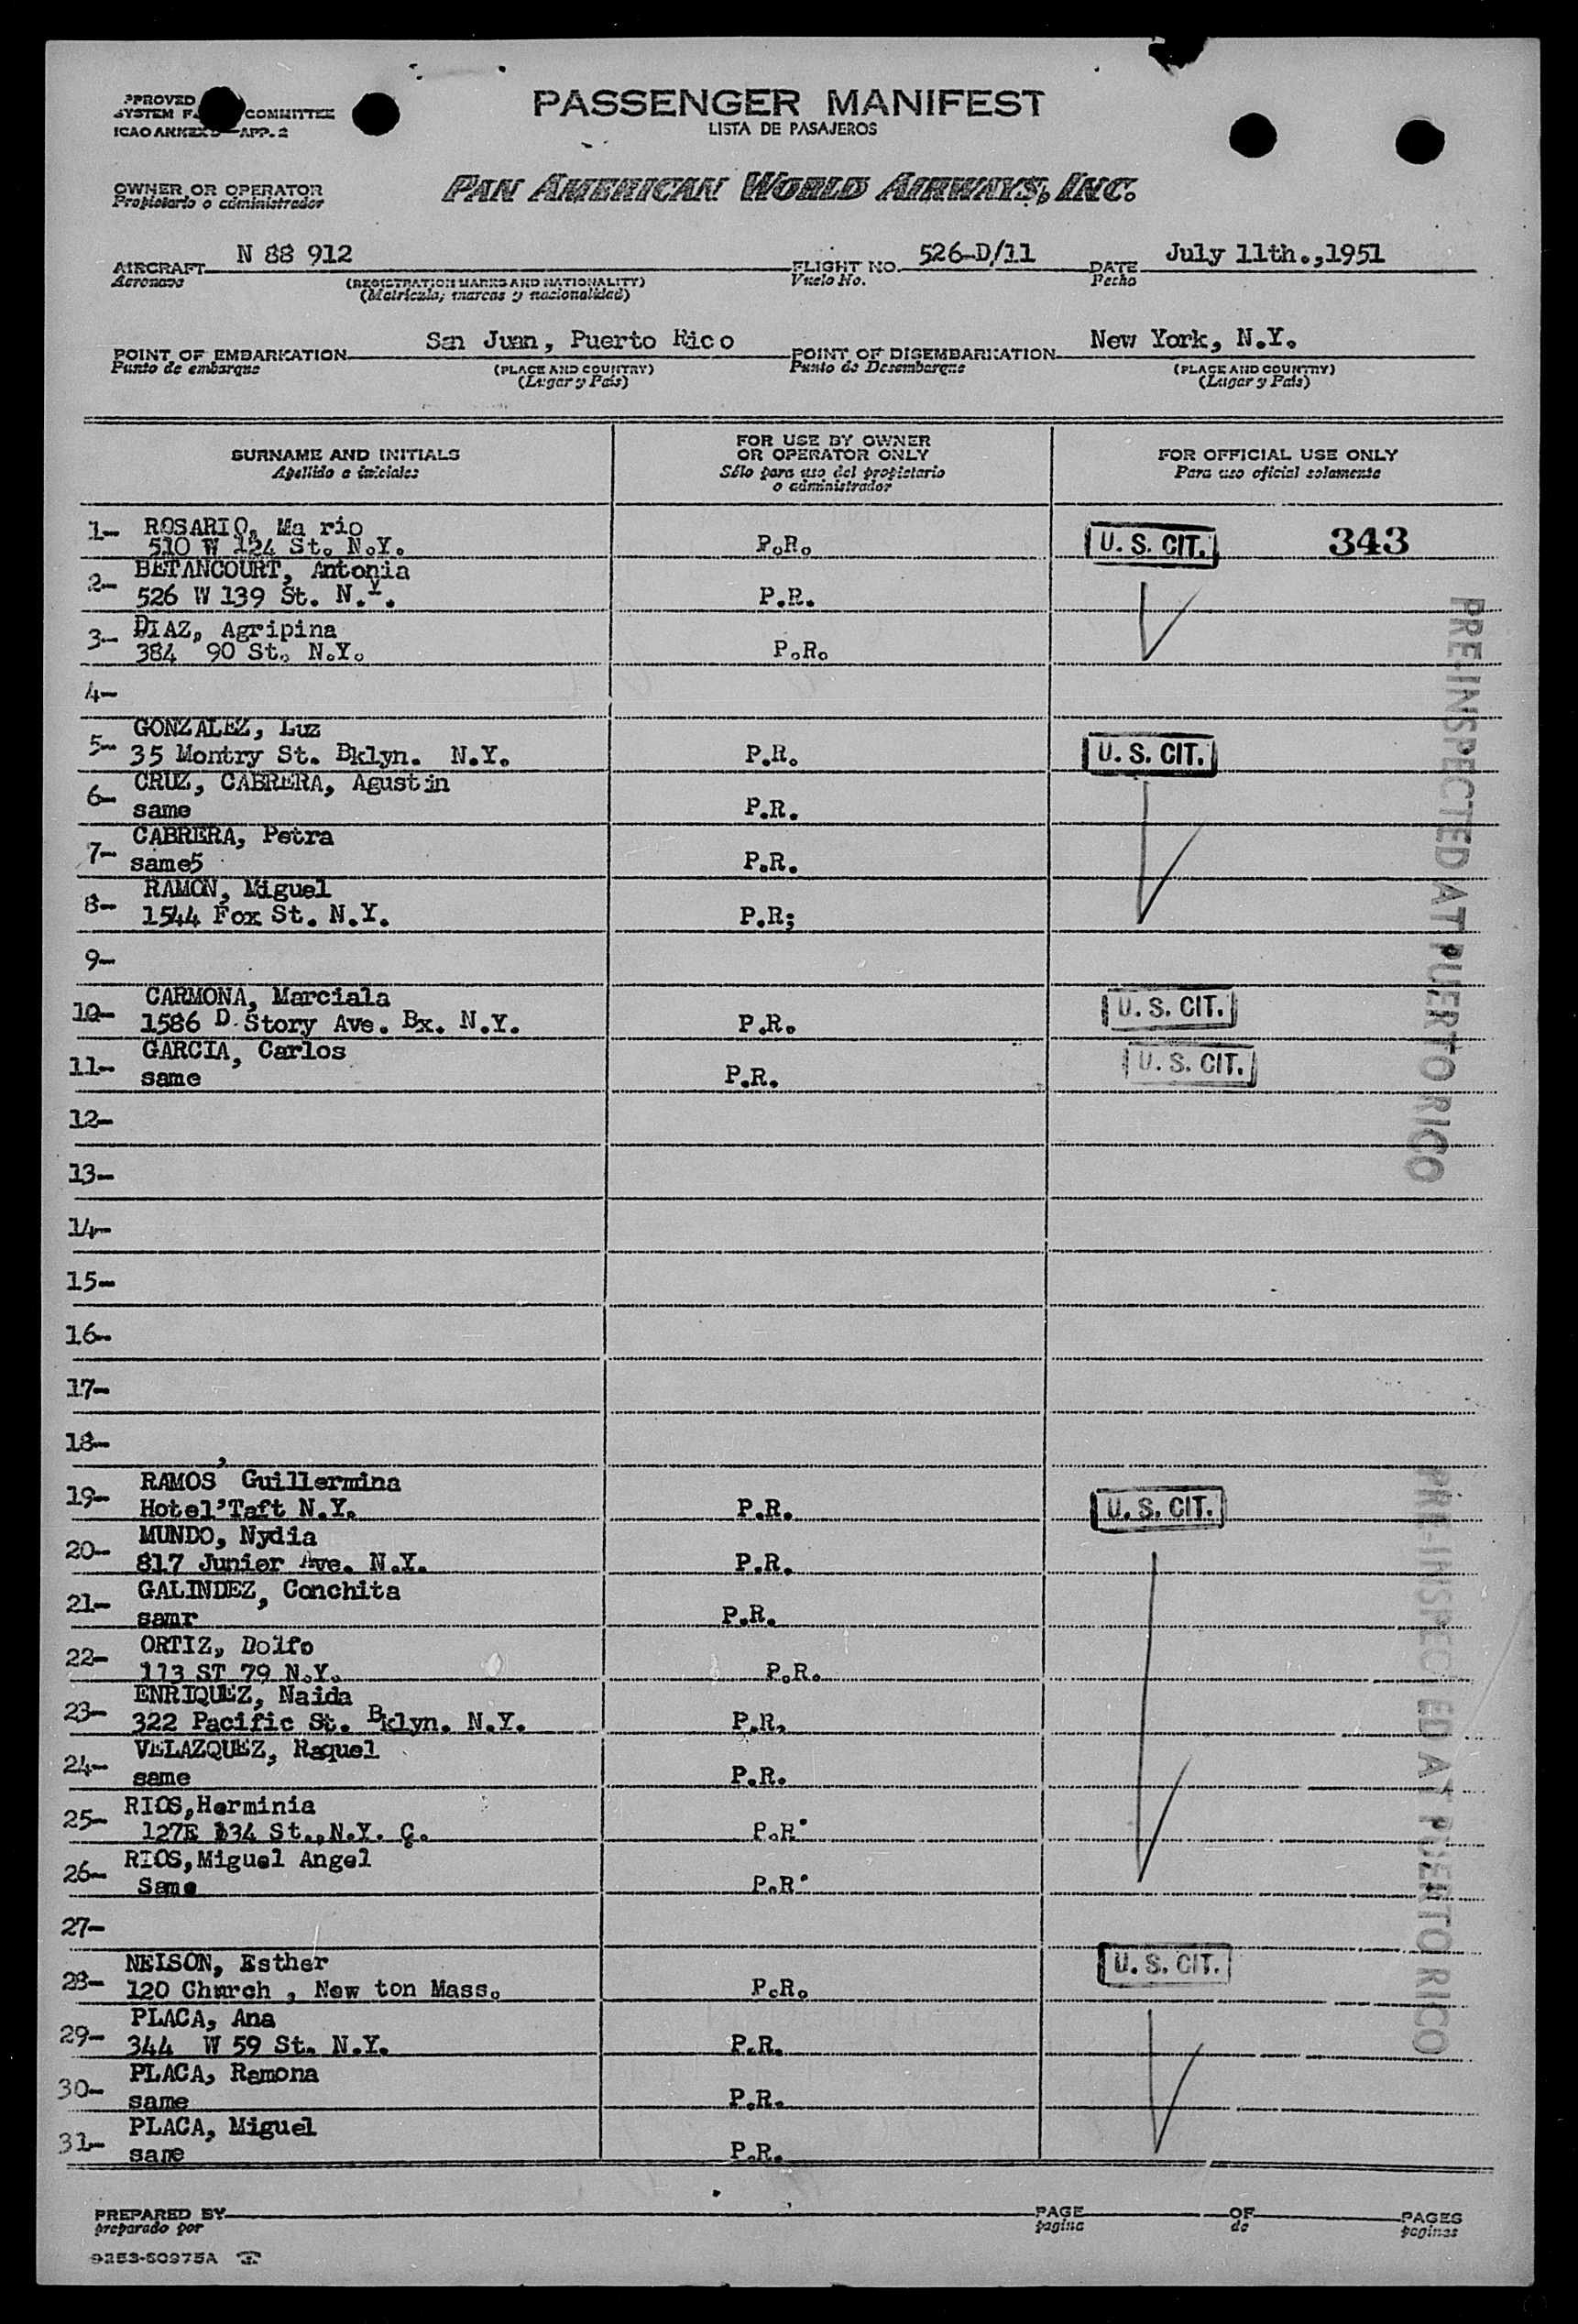 PASSENGER MANIFEST
LISTA DE PASAJEROS
COMMITTEE
APP. 2
OWNER OR OPERATOR
Propietario o administrador
PAN AMERICAN WORLD AIRWAYS, INC.
AIRCRAFT N 88 912 FLIGHT NO. 526-D/11 DATE July 11th.,1951
Aeronave (REGISTRATION MARKS AND NATIONALITY) Vuelo No. Fecha
(Matrícula, marcas y nacionalidad)
POINT OF EMBARKATION San Juan, Puerto Rico POINT OF DISEMBARKATION New York, N.Y.
Punto de embarque (PLACE AND COUNTRY) Punto de Desembarque (PLACE AND COUNTRY)
(Lugar y País) (Lugar y País)
SURNAME AND INITIALS FOR USE BY OWNER OR OPERATOR ONLY FOR OFFICIAL USE ONLY
Apellido e iniciales Sólo para uso del propietario o administrador Para uso oficial solamente
1- ROSARIO, Ma rio
510 W 124 St. N.Y. P.R. U. S. CIT. 343
2- BETANCOURT, Antonia
526 W 139 St. N.Y. P.R.
3- DIAZ, Agripina
384 90 St. N.Y. P.R.
4-
5- GONZALEZ, Luz
35 Montry St. Bklyn. N.Y. P.R. U. S. CIT.
6- CRUZ, CABRERA, Agustin
same P.R.
7- CABRERA, Petra
same5 P.R.
8- RAMON, Miguel
1544 Fox St. N.Y. P.R;
9-
10- CARMONA, Marciala
1586 D Story Ave. Bx. N.Y. P.R. U. S. CIT.
11- GARCIA, Carlos
same P.R. U. S. CIT.
12-
13-
14-
15-
16-
17-
18-
19- RAMOS, Guillermina
Hotel'Taft N.Y. P.R. U. S. CIT.
20- MUNDO, Nydia
817 Junior Ave. N.Y. P.R.
21- GALINDEZ, Conchita
samr P.R.
22- ORTIZ, Dolfo
113 ST 79 N.Y. P.R.
23- ENRIQUEZ, Naida
322 Pacific St. Bklyn. N.Y. P.R.
24- VELAZQUEZ, Raquel
same P.R.
25- RIOS,Herminia
127E 134 St.,N.Y. C. P.R.
26- RIOS,Miguel Angel
Same P.R.
27-
28- NELSON, Esther
120 Church , New ton Mass. P.R. U. S. CIT.
29- PLACA, Ana
344 W 59 St. N.Y. P.R.
30- PLACA, Ramona
same P.R.
31- PLACA, Miguel
same P.R.
PRE-INSPECTED AT PUERTO RICO
PRE-INSPECTED AT PUERTO RICO
PREPARED BY PAGE OF PAGES
preparado por pagina de paginas
9253-50975A